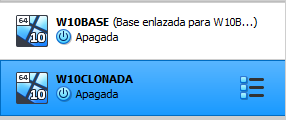 64
10
W10BASE (Base enlazada para W10B...)
Apagada
64
10
W10CLONADA
Apagada